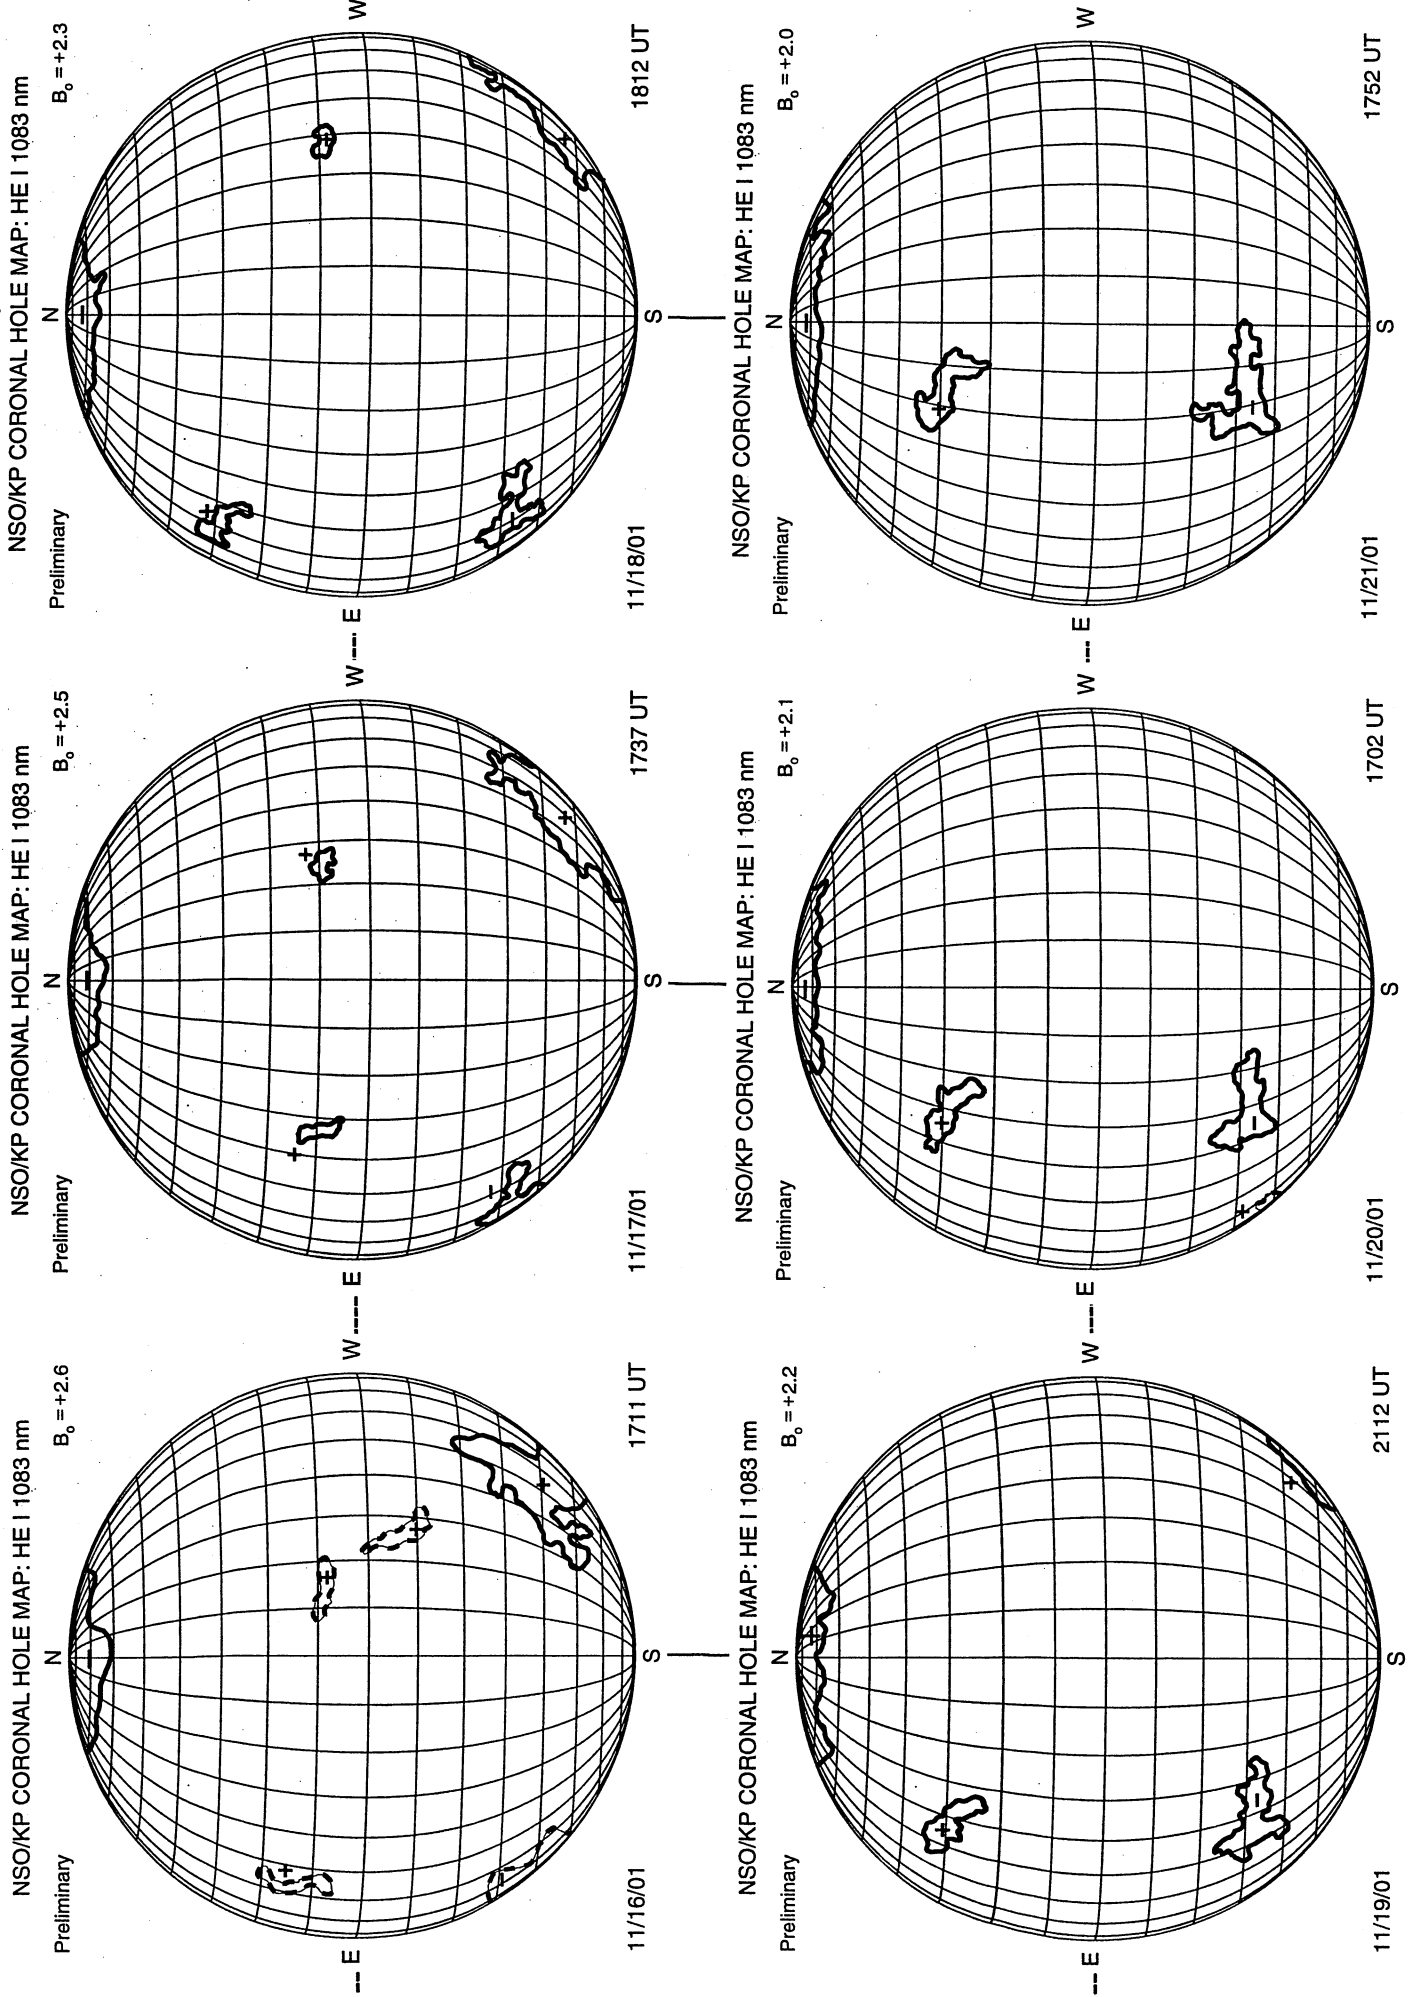 NSO/KP CORONAL HOLE MAP: HE I 1083 nm
Preliminary
B₀ = +2.6
N
-- E
W ----
S
11/16/01
1711 UT
NSO/KP CORONAL HOLE MAP: HE I 1083 nm
Preliminary
B₀ = +2.5
N
E
W ----
S
11/17/01
1737 UT
NSO/KP CORONAL HOLE MAP: HE I 1083 nm
Preliminary
B₀ = +2.3
N
E
W
S
11/18/01
1812 UT
NSO/KP CORONAL HOLE MAP: HE I 1083 nm
Preliminary
B₀ = +2.2
N
-- E
W ----
S
11/19/01
2112 UT
NSO/KP CORONAL HOLE MAP: HE I 1083 nm
Preliminary
B₀ = +2.1
N
E
W ---
S
11/20/01
1702 UT
NSO/KP CORONAL HOLE MAP: HE I 1083 nm
Preliminary
B₀ = +2.0
N
E
W
S
11/21/01
1752 UT